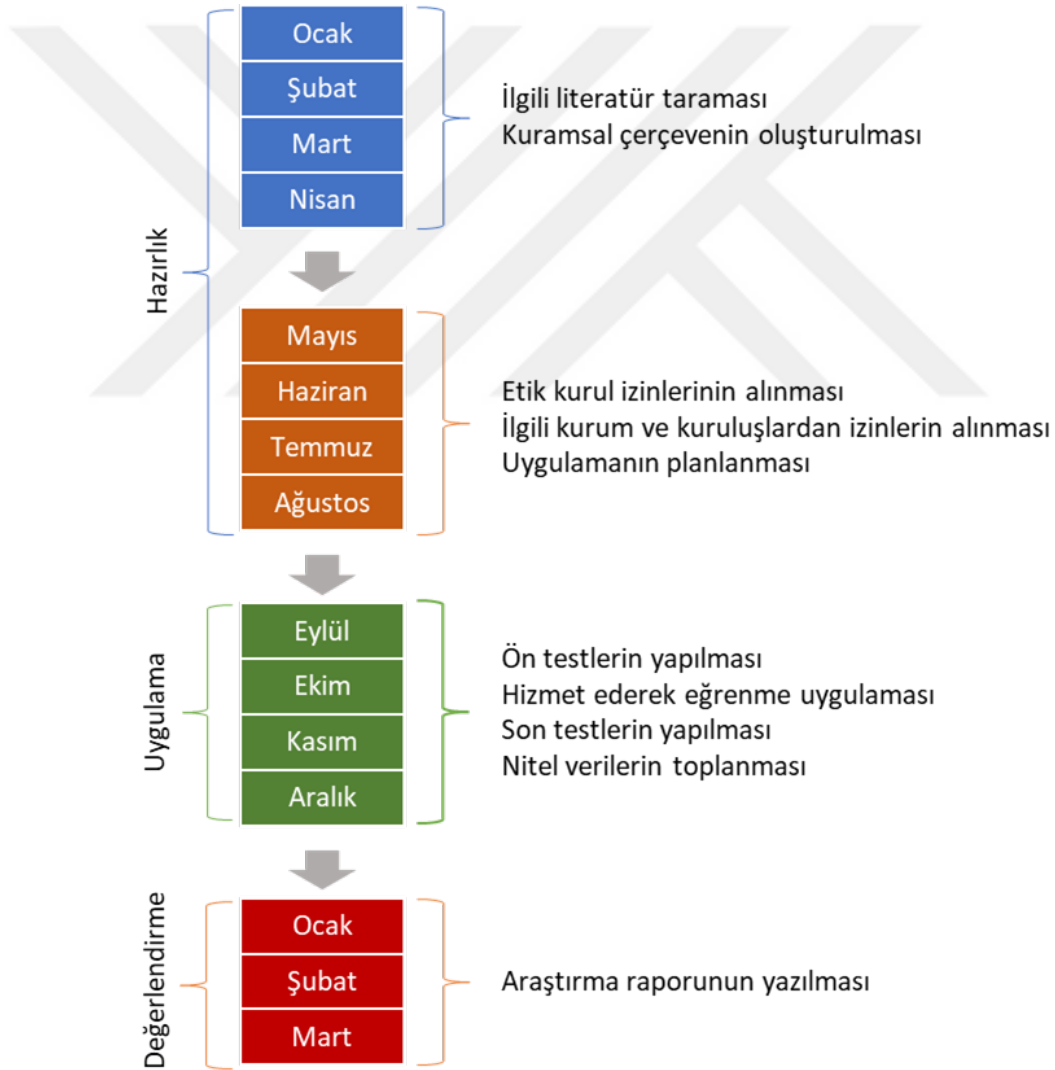 Hazırlık
Ocak
Şubat
Mart
Nisan
İlgili literatür taraması
Kuramsal çerçevenin oluşturulması
Mayıs
Haziran
Temmuz
Ağustos
Etik kurul izinlerinin alınması
İlgili kurum ve kuruluşlardan izinlerin alınması
Uygulamanın planlanması
Uygulama
Eylül
Ekim
Kasım
Aralık
Ön testlerin yapılması
Hizmet ederek eğrenme uygulaması
Son testlerin yapılması
Nitel verilerin toplanması
Değerlendirme
Ocak
Şubat
Mart
Araştırma raporunun yazılması